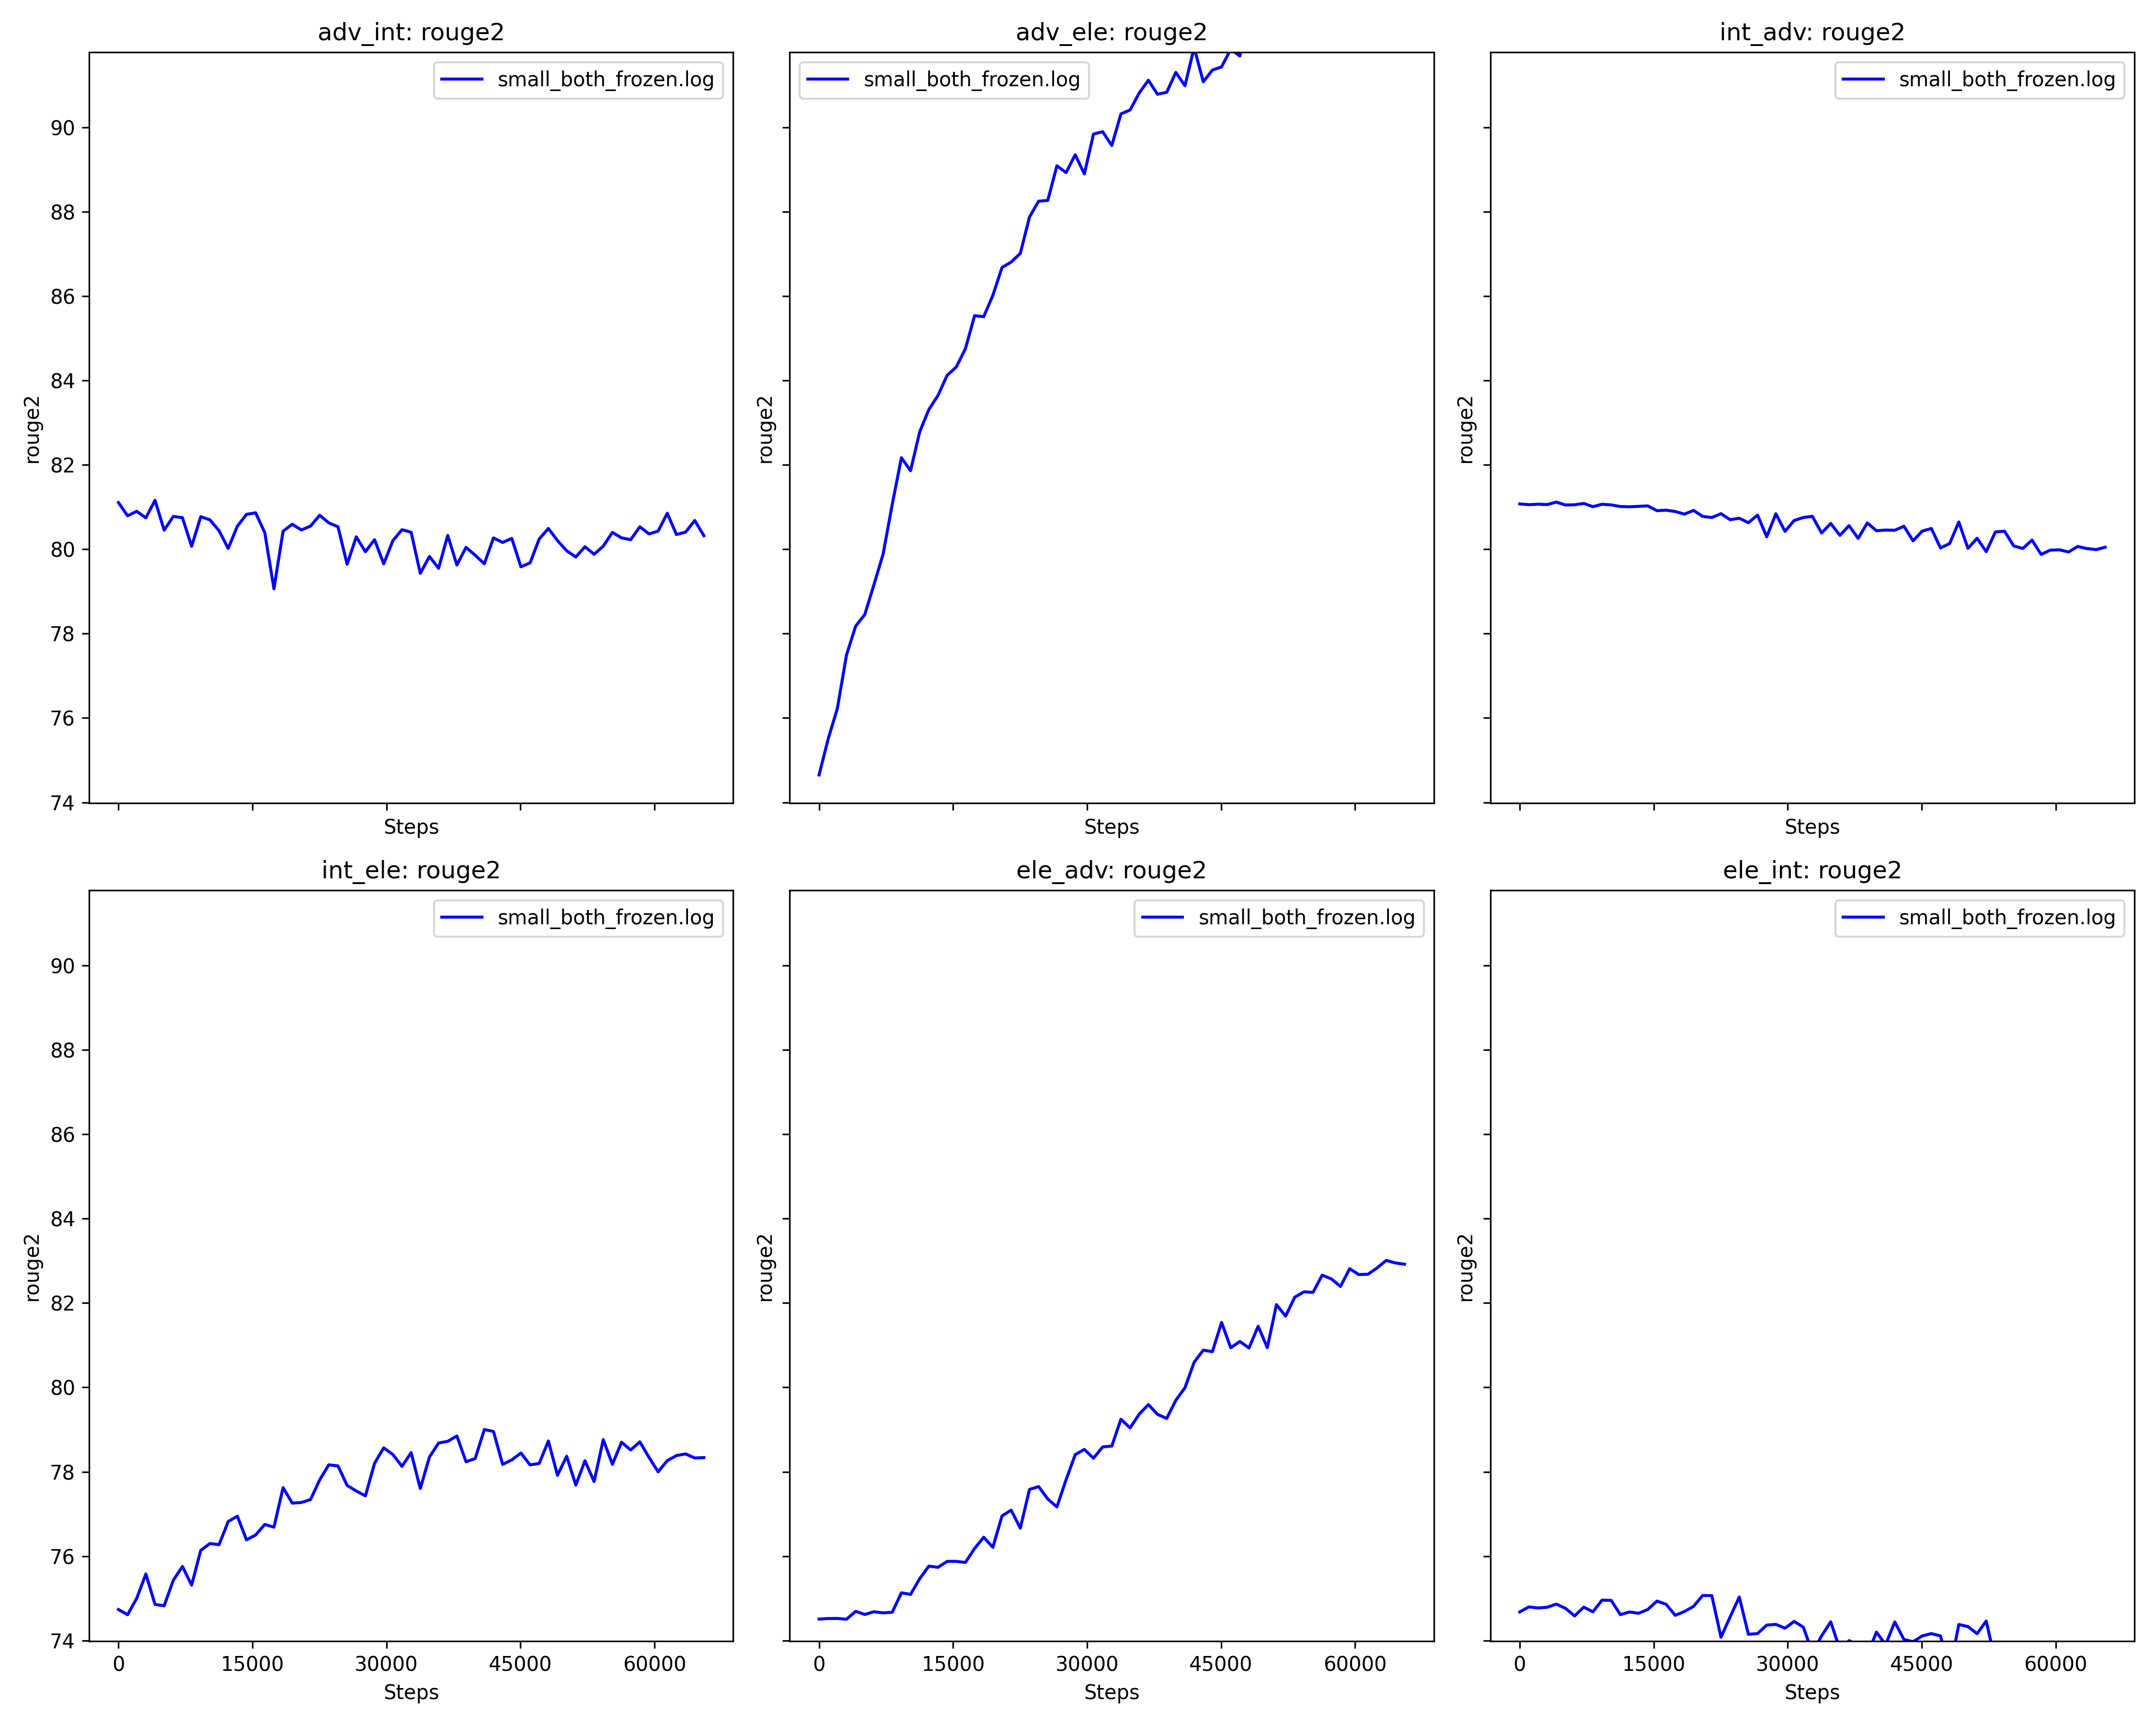 adv_int: rouge2
small_both_frozen.log
90
88
86
84
82
80
78
76
74
rouge2
Steps
adv_ele: rouge2
small_both_frozen.log
rouge2
Steps
int_adv: rouge2
small_both_frozen.log
rouge2
Steps
int_ele: rouge2
small_both_frozen.log
90
88
86
84
82
80
78
76
74
rouge2
0 15000 30000 45000 60000
Steps
ele_adv: rouge2
small_both_frozen.log
rouge2
0 15000 30000 45000 60000
Steps
ele_int: rouge2
small_both_frozen.log
rouge2
0 15000 30000 45000 60000
Steps